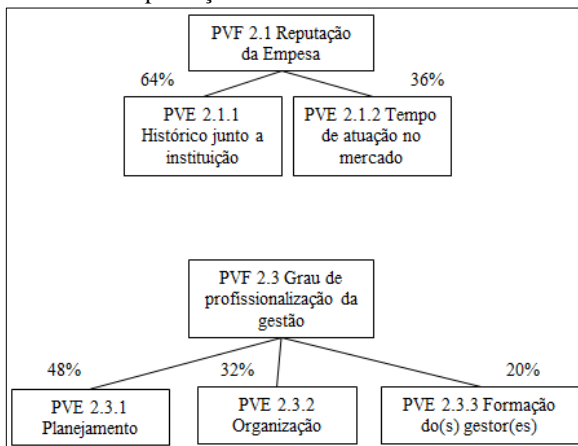 PVF 2.1 Reputação
da Empesa
64%
36%
PVE 2.1.1
Histórico junto a
instituição
PVE 2.1.2 Tempo
de atuação no
mercado
PVF 2.3 Grau de
profissionalização da
gestão
48%
32%
20%
PVE 2.3.1
Planejamento
PVE 2.3.2
Organização
PVE 2.3.3 Formação
do(s) gestor(es)